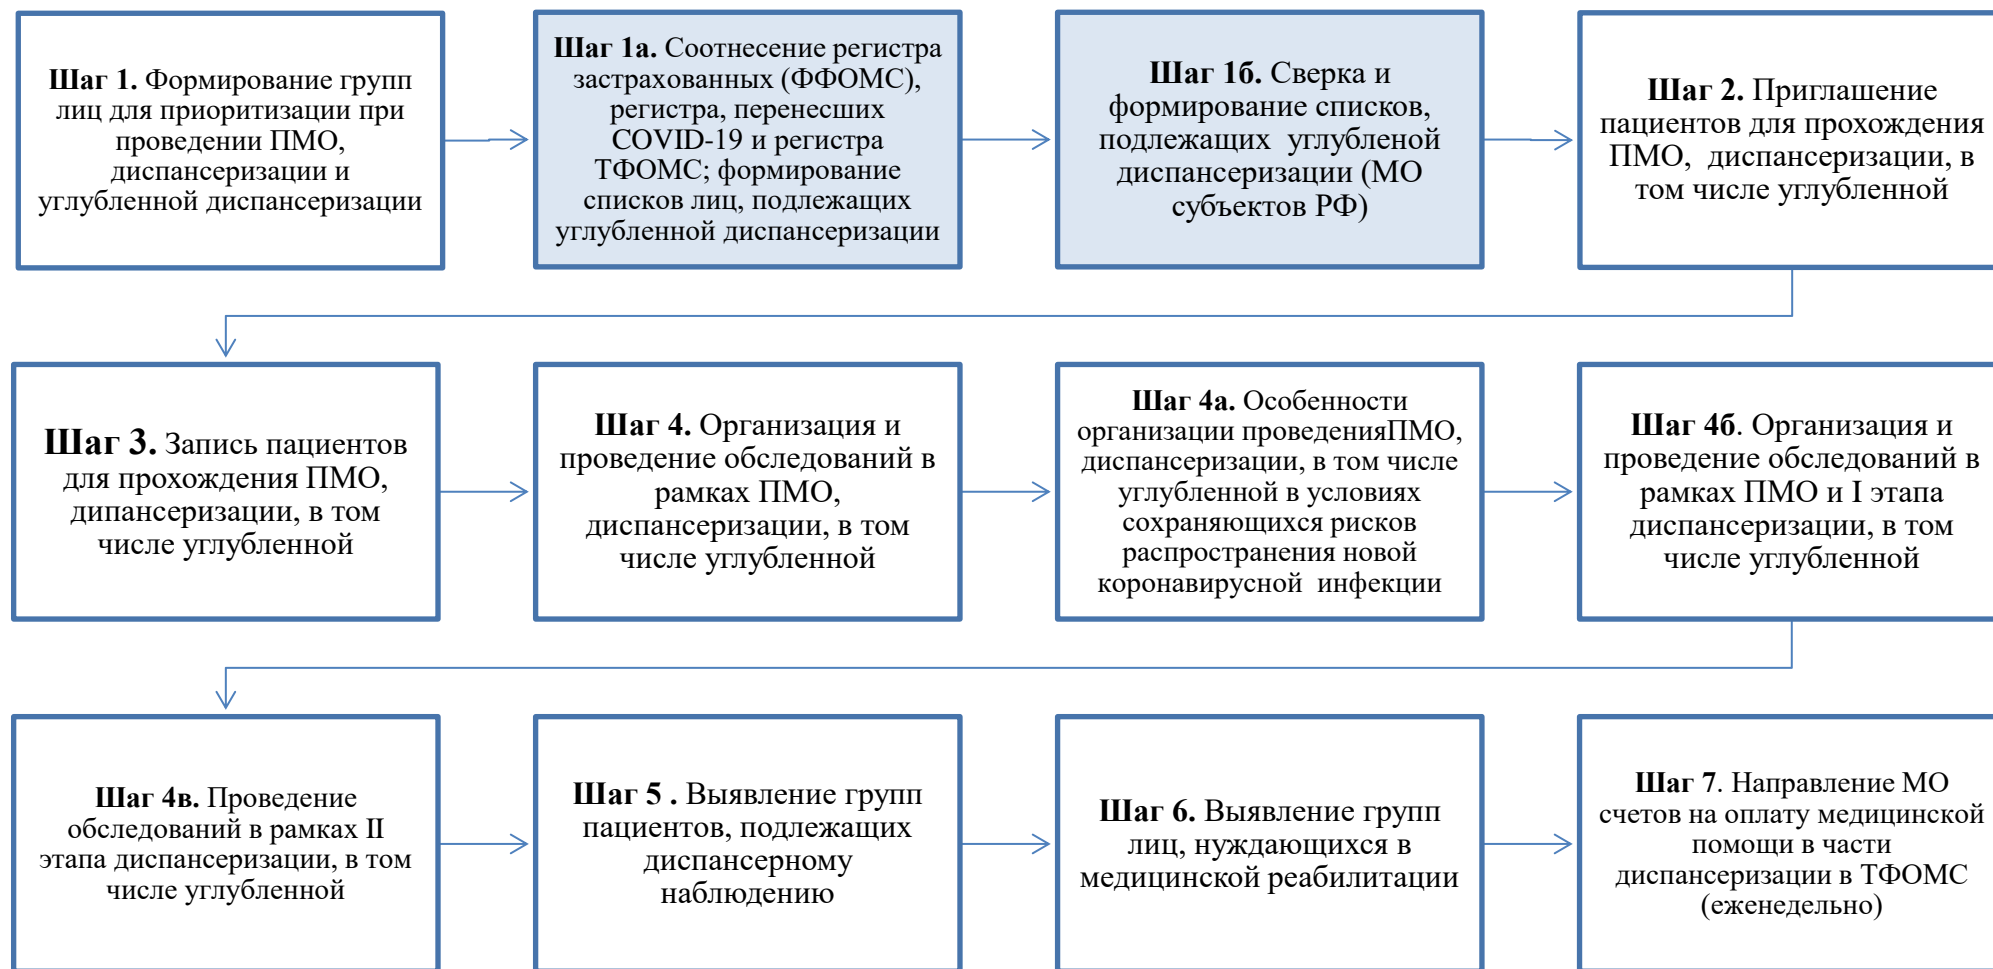 Шаг 1. Формирование групп
лиц для приоритизации при
проведении ПМО,
диспансеризации и
углубленной диспансеризации
Шаг 1а. Соотнесение регистра
застрахованных (ФФОМС),
регистра, перенесших
COVID-19 и регистра
ТФОМС; формирование
списков лиц, подлежащих
углубленной диспансеризации
Шаг 1б. Сверка и
формирование списков,
подлежащих углубленой
диспансеризации (МО
субъектов РФ)
Шаг 2. Приглашение
пациентов для прохождения
ПМО, диспансеризации, в
том числе углубленной
Шаг 3. Запись пациентов
для прохождения ПМО,
дипансеризации, в том
числе углубленной
Шаг 4. Организация и
проведение обследований в
рамках ПМО,
диспансеризации, в том
числе углубленной
Шаг 4а. Особенности
организации проведенияПМО,
диспансеризации, в том числе
углубленной в условиях
сохраняющихся рисков
распространения новой
коронавирусной инфекции
Шаг 4б. Организация и
проведение обследований в
рамках ПМО и I этапа
диспансеризации, в том
числе углубленной
Шаг 4в. Проведение
обследований в рамках II
этапа диспансеризации, в том
числе углубленной
Шаг 5 . Выявление групп
пациентов, подлежащих
диспансерному
наблюдению
Шаг 6. Выявление групп
лиц, нуждающихся в
медицинской реабилитации
Шаг 7. Направление МО
счетов на оплату медицинской
помощи в части
диспансеризации в ТФОМС
(еженедельно)